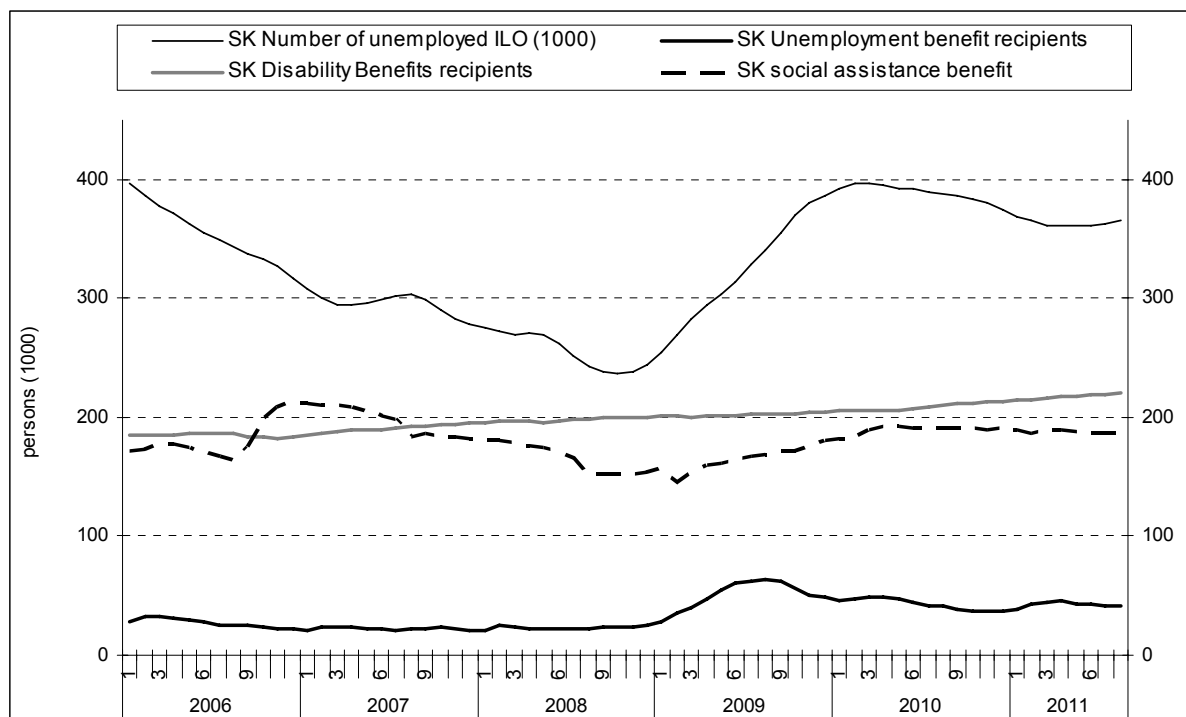 SK Number of unemployed ILO (1000) SK Unemployment benefit recipients
SK Disability Benefits recipients SK social assistance benefit
400 400
300 300
persons (1000)
200 200
100 100
0 0
1 3 6 9 1 3 6 9 1 3 6 9 1 3 6 9 1 3 6 9 1 3 6
2006 2007 2008 2009 2010 2011